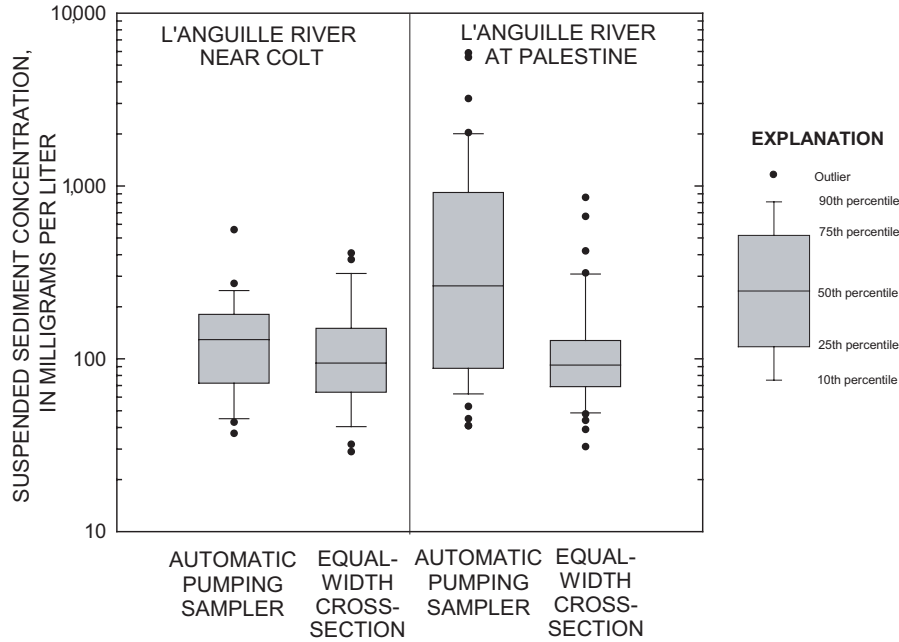 SUSPENDED SEDIMENT CONCENTRATION,
IN MILLIGRAMS PER LITER
10,000
1,000
100
10
L'ANGUILLE RIVER
NEAR COLT
L'ANGUILLE RIVER
AT PALESTINE
AUTOMATIC
PUMPING
SAMPLER
EQUAL-
WIDTH
CROSS-
SECTION
AUTOMATIC
PUMPING
SAMPLER
EQUAL-
WIDTH
CROSS-
SECTION
EXPLANATION
Outlier
90th percentile
75th percentile
50th percentile
25th percentile
10th percentile